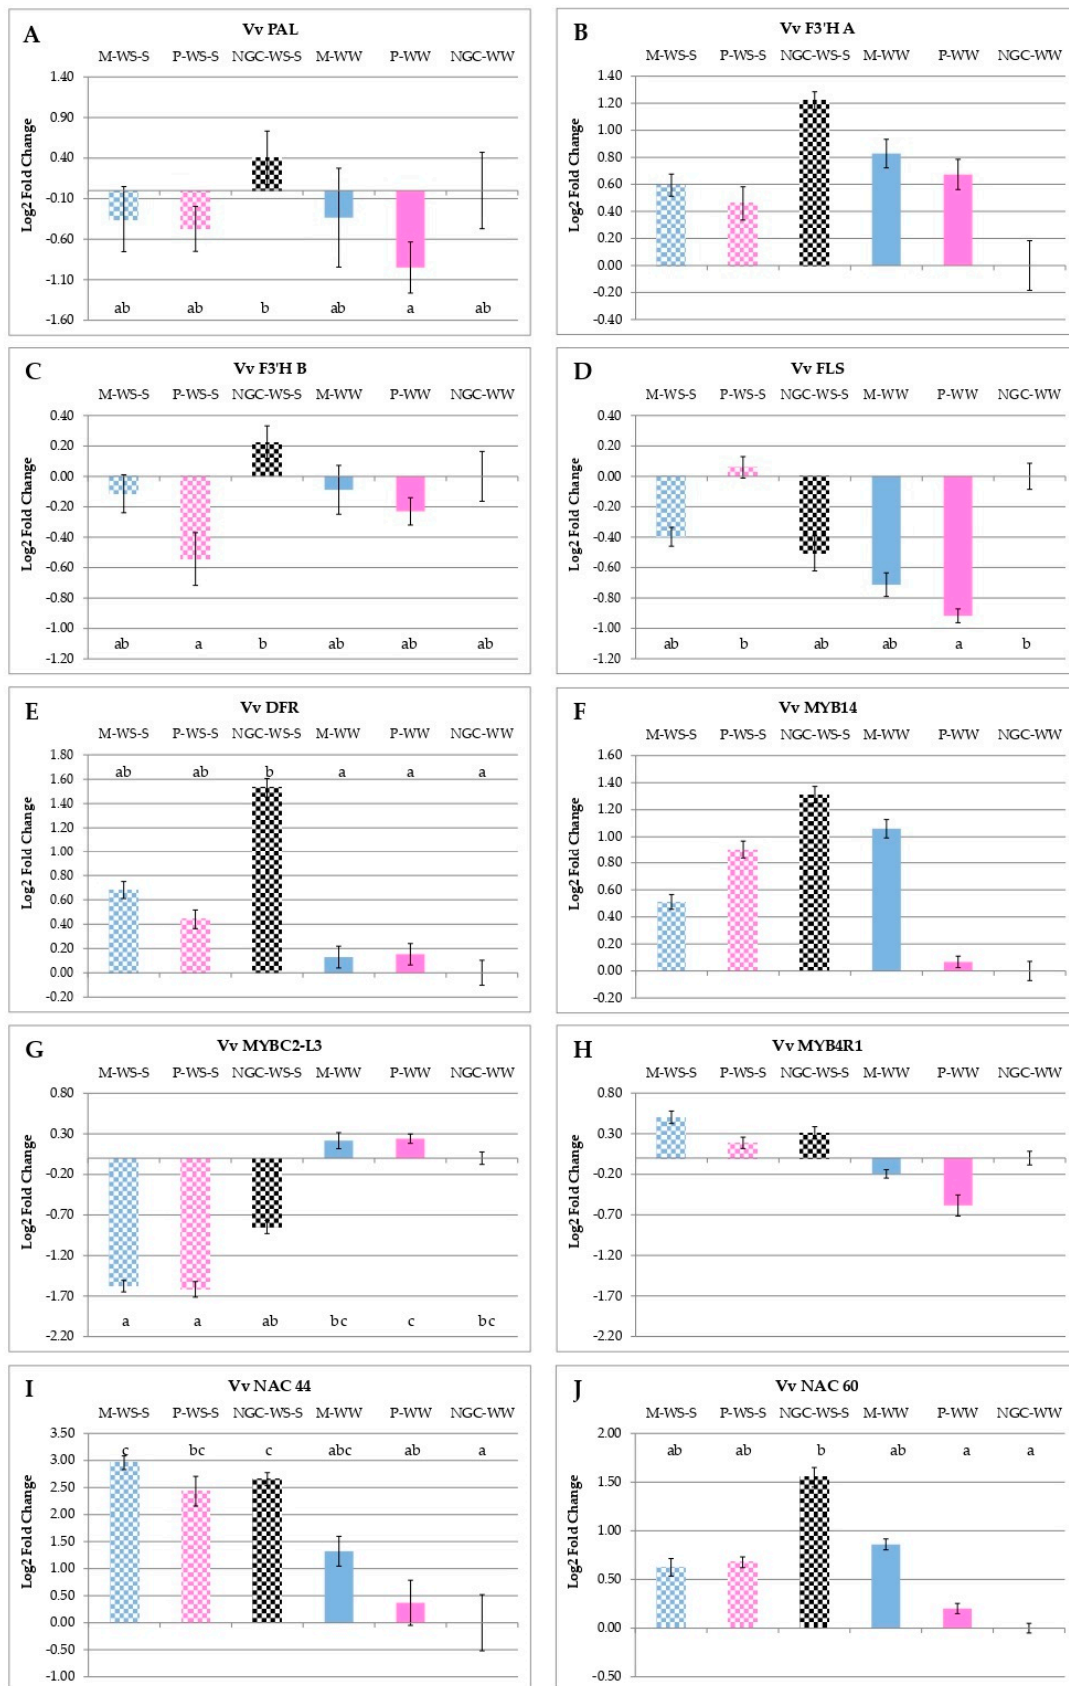 A
Vv PAL
M-WS-S P-WS-S NGC-WS-S M-WW P-WW NGC-WW
Log2 Fold Change
1.40
0.90
0.40
-0.10
-0.60
-1.10
-1.60
ab ab b ab a ab
B
Vv F3'H A
M-WS-S P-WS-S NGC-WS-S M-WW P-WW NGC-WW
Log2 Fold Change
1.40
1.20
1.00
0.80
0.60
0.40
0.20
0.00
-0.20
-0.40
C
Vv F3'H B
M-WS-S P-WS-S NGC-WS-S M-WW P-WW NGC-WW
Log2 Fold Change
0.40
0.20
0.00
-0.20
-0.40
-0.60
-0.80
-1.00
-1.20
ab a b ab ab ab
D
Vv FLS
M-WS-S P-WS-S NGC-WS-S M-WW P-WW NGC-WW
Log2 Fold Change
0.40
0.20
0.00
-0.20
-0.40
-0.60
-0.80
-1.00
-1.20
ab b ab ab a b
E
Vv DFR
M-WS-S P-WS-S NGC-WS-S M-WW P-WW NGC-WW
Log2 Fold Change
1.80
1.60
1.40
1.20
1.00
0.80
0.60
0.40
0.20
0.00
-0.20
ab ab b a a a
F
Vv MYB14
M-WS-S P-WS-S NGC-WS-S M-WW P-WW NGC-WW
Log2 Fold Change
1.60
1.40
1.20
1.00
0.80
0.60
0.40
0.20
0.00
-0.20
G
Vv MYBC2-L3
M-WS-S P-WS-S NGC-WS-S M-WW P-WW NGC-WW
Log2 Fold Change
0.80
0.30
-0.20
-0.70
-1.20
-1.70
-2.20
a a ab bc c bc
H
Vv MYB4R1
M-WS-S P-WS-S NGC-WS-S M-WW P-WW NGC-WW
Log2 Fold Change
0.80
0.30
-0.20
-0.70
-1.20
-1.70
-2.20
I
Vv NAC 44
M-WS-S P-WS-S NGC-WS-S M-WW P-WW NGC-WW
Log2 Fold Change
3.50
3.00
2.50
2.00
1.50
1.00
0.50
0.00
-0.50
-1.00
c bc c abc ab a
J
Vv NAC 60
M-WS-S P-WS-S NGC-WS-S M-WW P-WW NGC-WW
Log2 Fold Change
2.00
1.50
1.00
0.50
0.00
-0.50
ab ab b ab a a